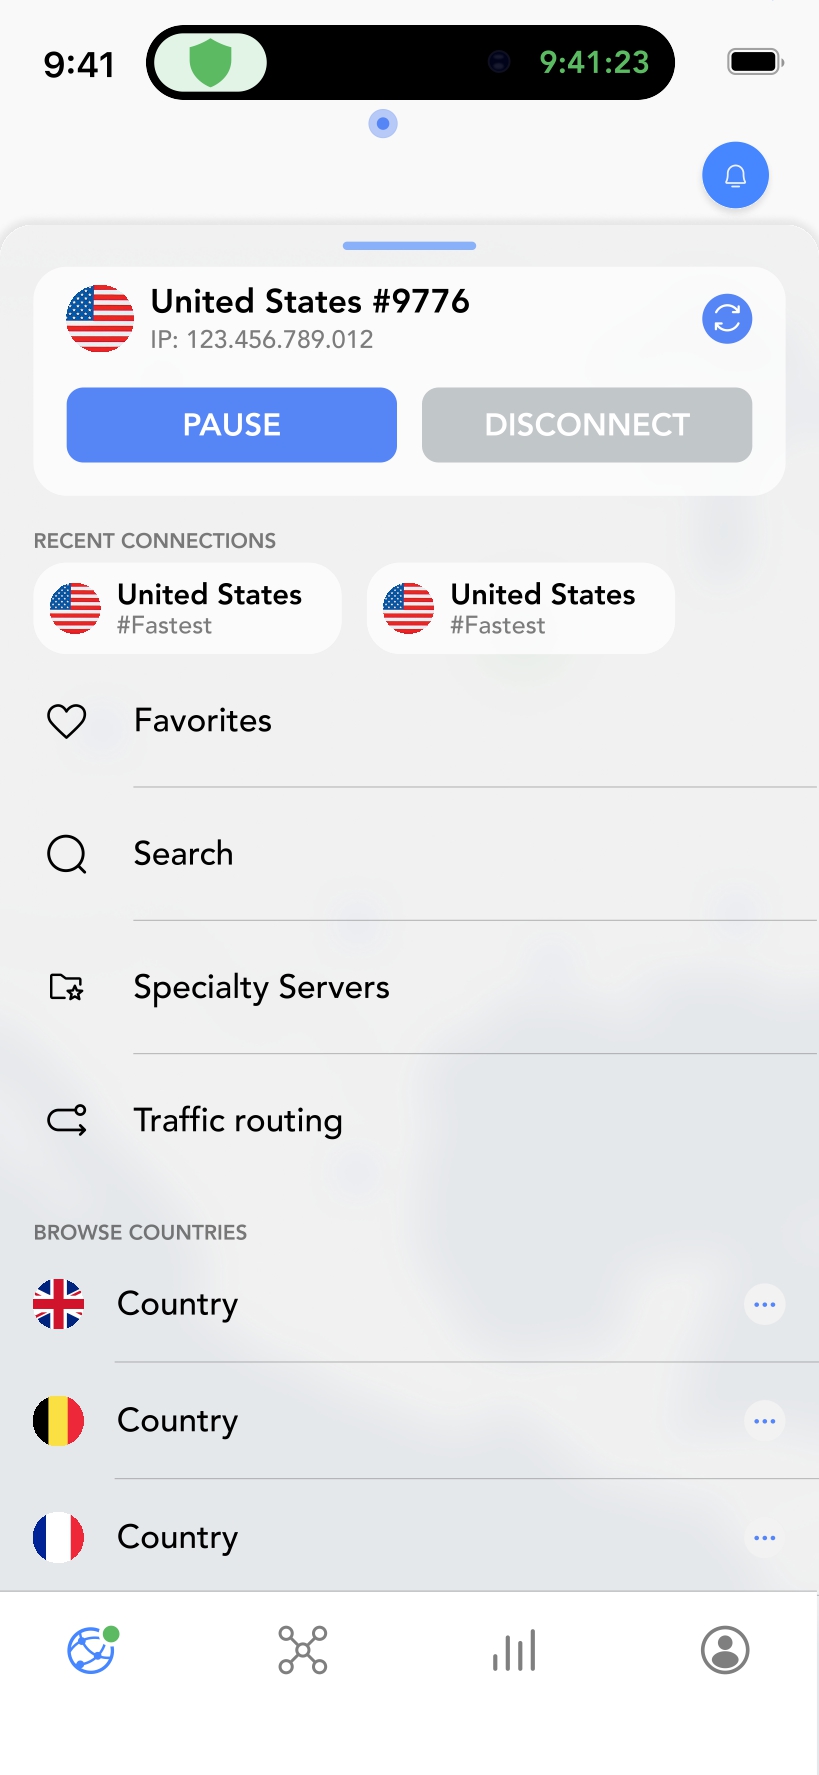 9:41
9:41:23
United States #9776
IP: 123.456.789.012
PAUSE
DISCONNECT
RECENT CONNECTIONS
United States
#Fastest
United States
#Fastest
Favorites
Search
Specialty Servers
Traffic routing
BROWSE COUNTRIES
Country
Country
Country